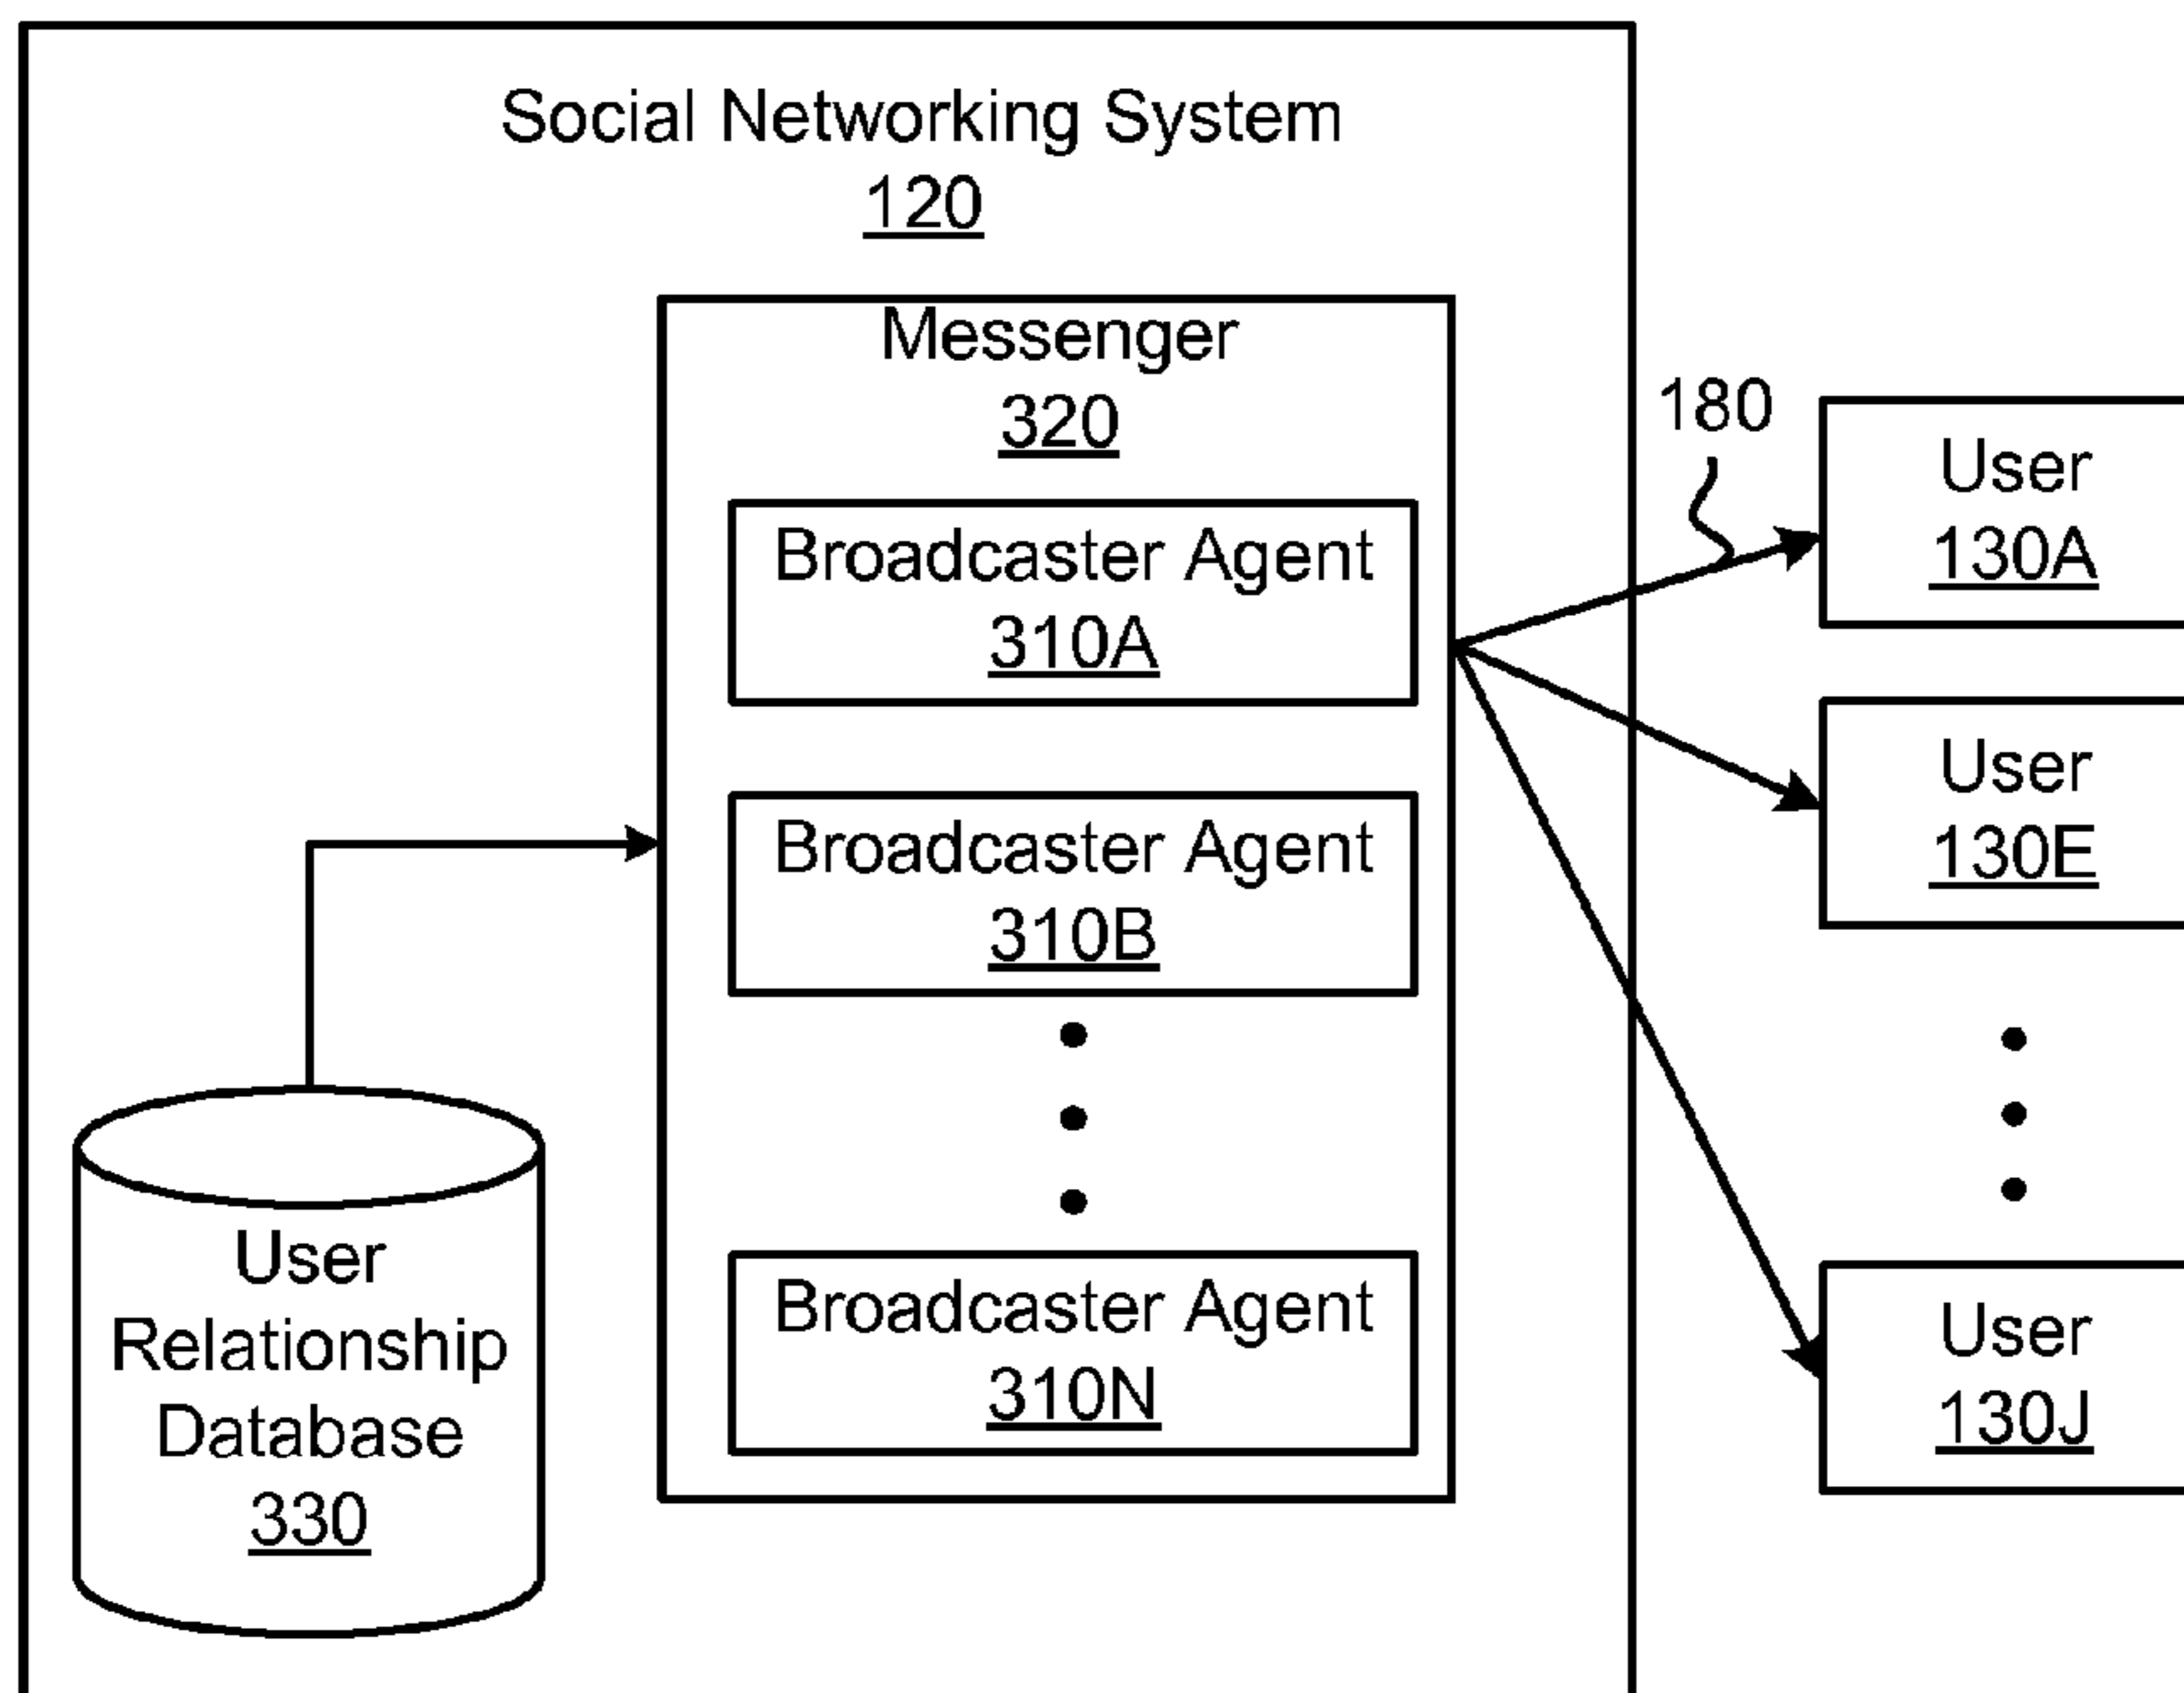 Social Networking System
120
Messenger
320
Broadcaster Agent
310A
Broadcaster Agent
310B
Broadcaster Agent
310N
User
Relationship
Database
330
180
User
130A
User
130E
User
130J